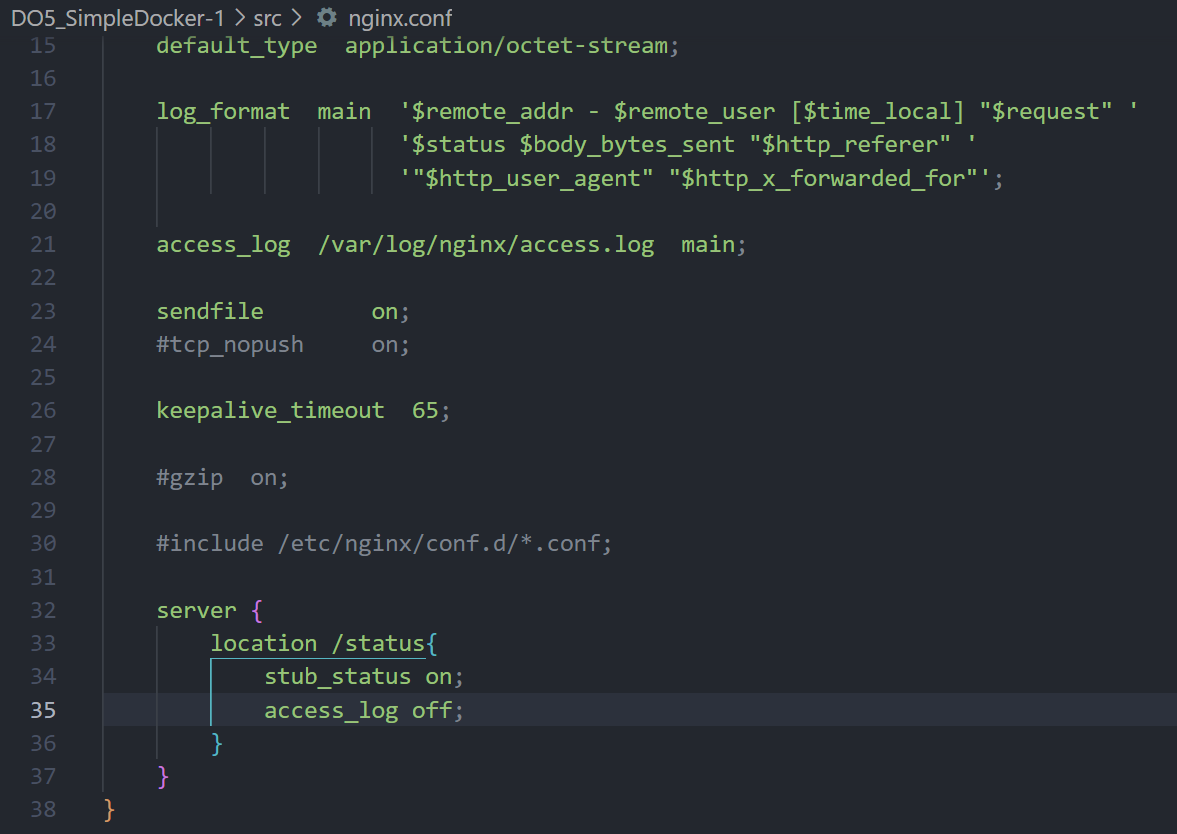 DO5_SimpleDocker-1 > src > nginx.conf
15 default_type  application/octet-stream;
16
17 log_format  main  '$remote_addr - $remote_user [$time_local] "$request" '
18                   '$status $body_bytes_sent "$http_referer" '
19                   '"$http_user_agent" "$http_x_forwarded_for"';
20
21 access_log  /var/log/nginx/access.log  main;
22
23 sendfile        on;
24 #tcp_nopush     on;
25
26 keepalive_timeout  65;
27
28 #gzip  on;
29
30 #include /etc/nginx/conf.d/*.conf;
31
32 server {
33     location /status{
34         stub_status on;
35         access_log off;
36     }
37 }
38 }